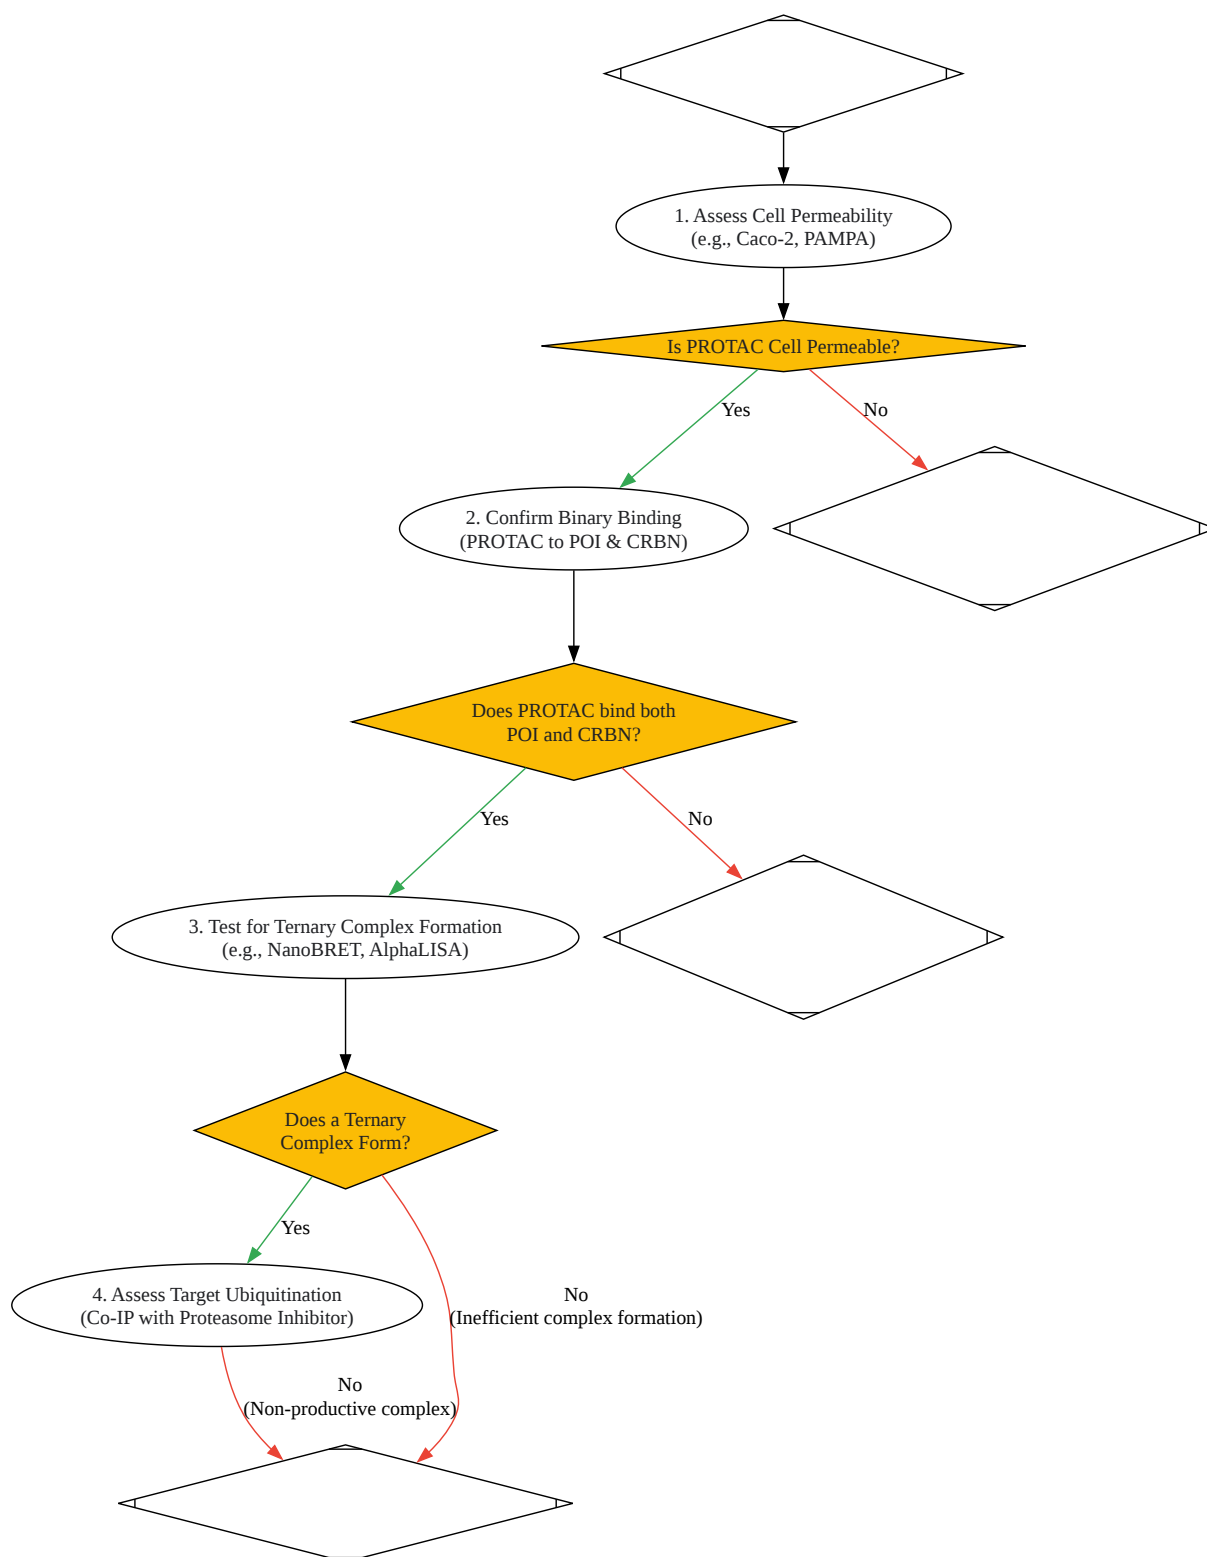 1. Assess Cell Permeability
(e.g., Caco-2, PAMPA)
Is PROTAC Cell Permeable?
Yes
No
2. Confirm Binary Binding
(PROTAC to POI & CRBN)
Does PROTAC bind both
POI and CRBN?
Yes
No
3. Test for Ternary Complex Formation
(e.g., NanoBRET, AlphaLISA)
Does a Ternary
Complex Form?
Yes
No
(Inefficient complex formation)
4. Assess Target Ubiquitination
(Co-IP with Proteasome Inhibitor)
No
(Non-productive complex)